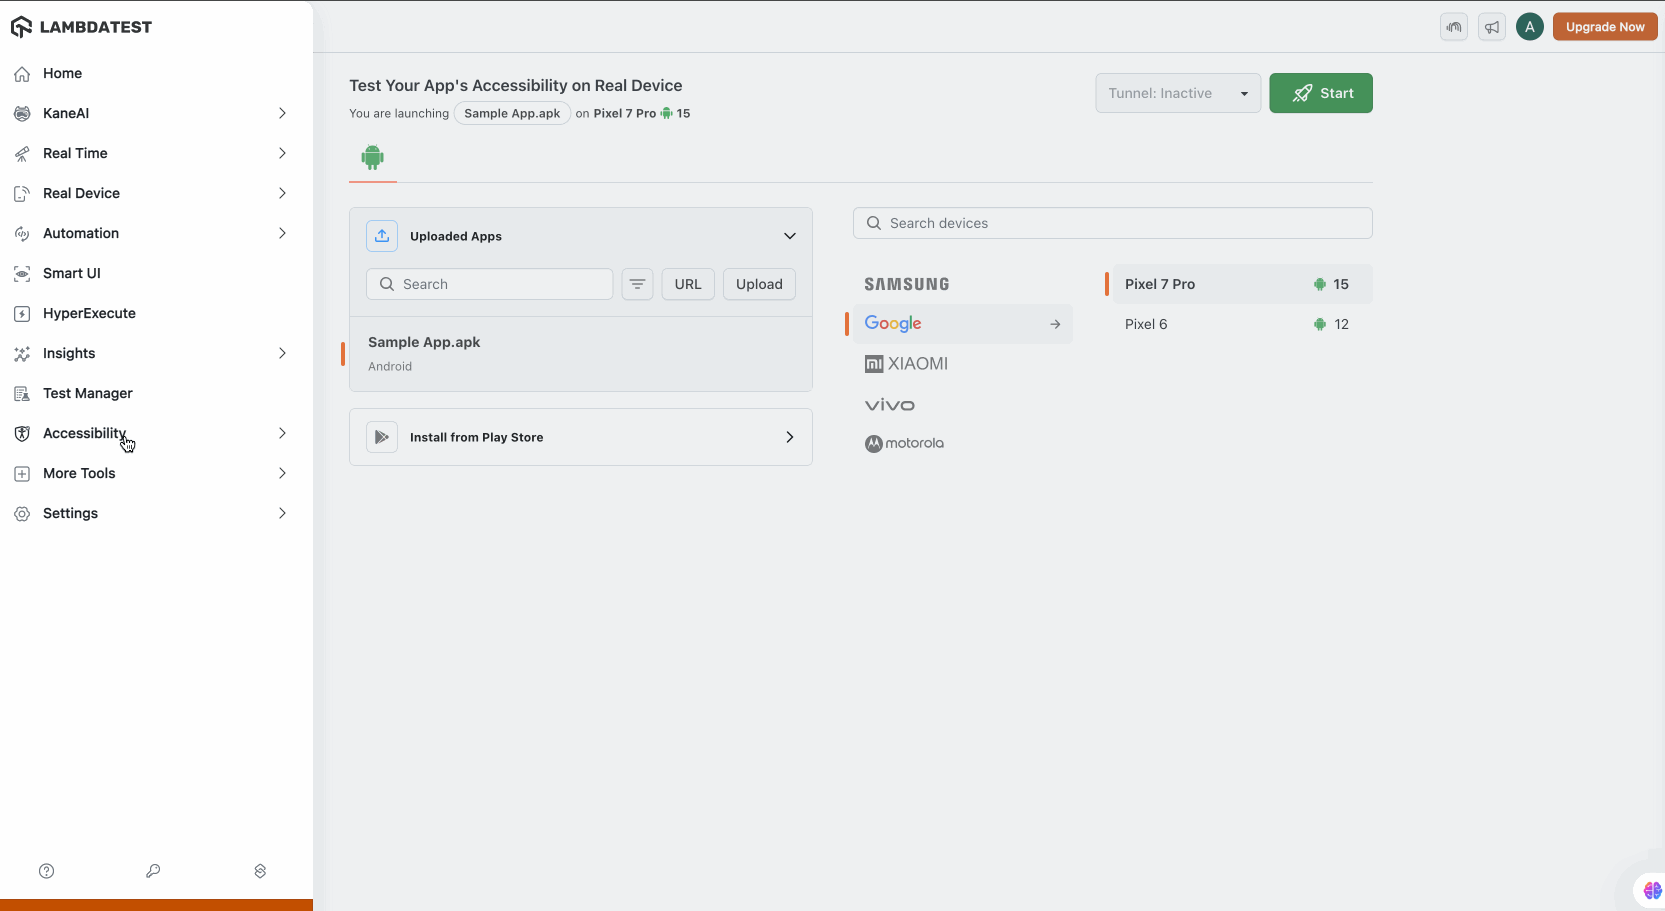 LAMBDATEST
Home
KaneAI
Real Time
Real Device
Automation
Smart UI
HyperExecute
Insights
Test Manager
Accessibility
More Tools
Settings
A
Upgrade Now
Test Your App's Accessibility on Real Device
You are launching Sample App.apk on Pixel 7 Pro 15
Tunnel: Inactive
Start
Uploaded Apps
Search
URL
Upload
Sample App.apk
Android
Install from Play Store
Search devices
SAMSUNG
Google
mi XIAOMI
vivo
motorola
Pixel 7 Pro 15
Pixel 6 12